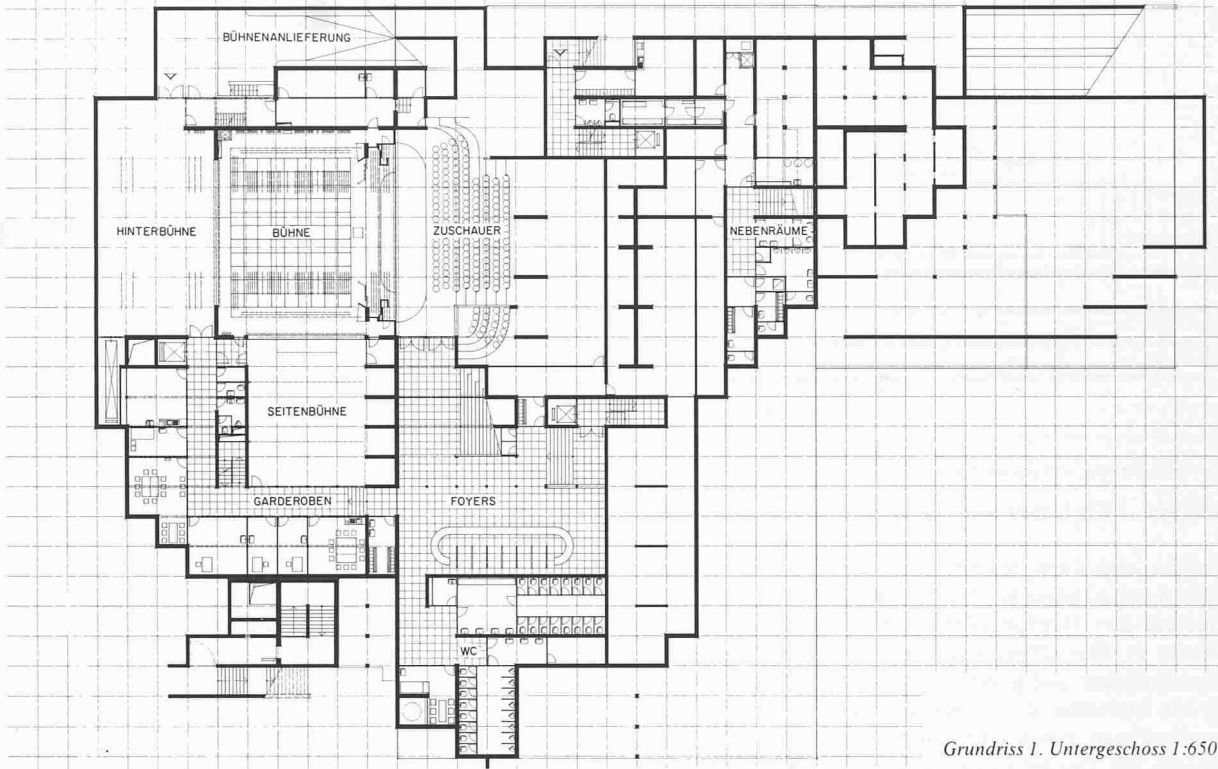 BÜHNENANLIEFERUNG
HINTERBÜHNE
BÜHNE
ZUSCHAUER
NEBENRÄUME
SEITENBÜHNE
GARDEROBEN
FOYERS
WC
Grundriss 1. Untergeschoss 1:650